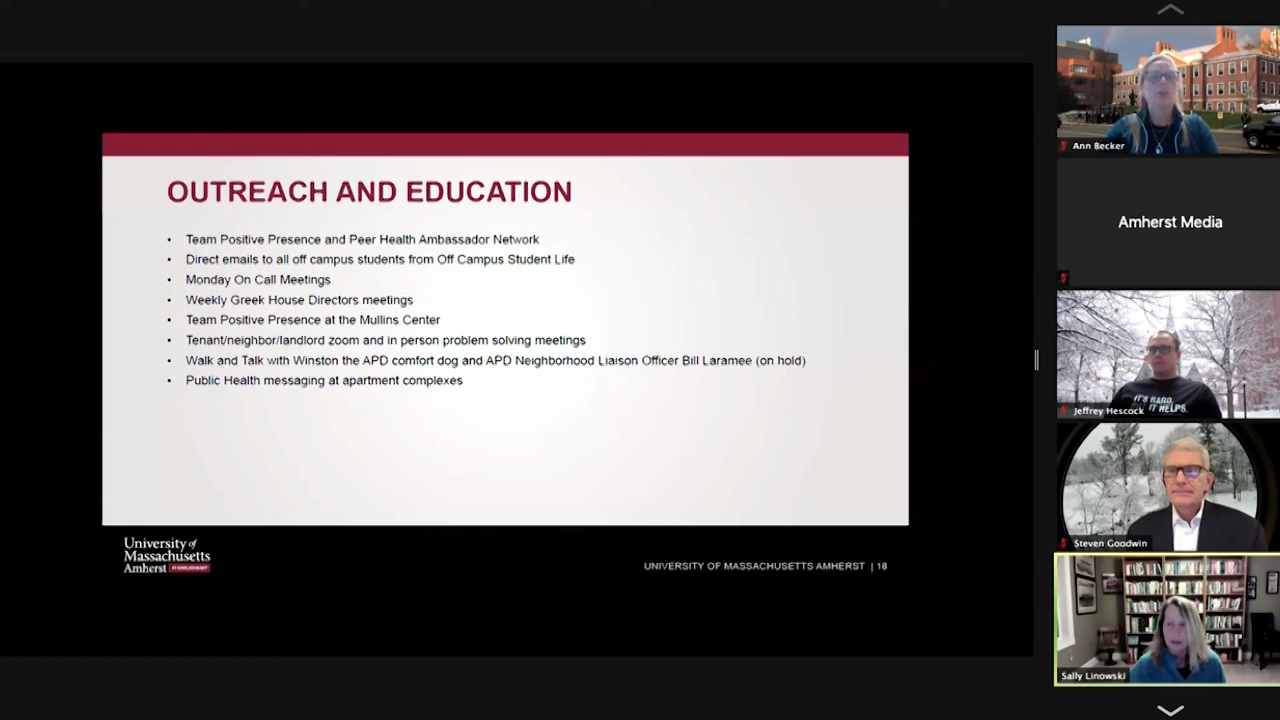 OUTREACH AND EDUCATION
• Team Positive Presence and Peer Health Ambassador Network
• Direct emails to all off campus students from Off Campus Student Life
• Monday On Call Meetings
• Weekly Greek House Directors meetings
• Team Positive Presence at the Mullins Center
• Tenant/neighbor/landlord zoom and in person problem solving meetings
• Walk and Talk with Winston the APD comfort dog and APD Neighborhood Liaison Officer Bill Laramee (on hold)
• Public Health messaging at apartment complexes
University of
Massachusetts
Amherst
UNIVERSITY OF MASSACHUSETTS AMHERST | 18
Ann Becker
Amherst Media
IT'S HARD.
IT HELPS.
Jeffrey Hescock
Steven Goodwin
Sally Linowski